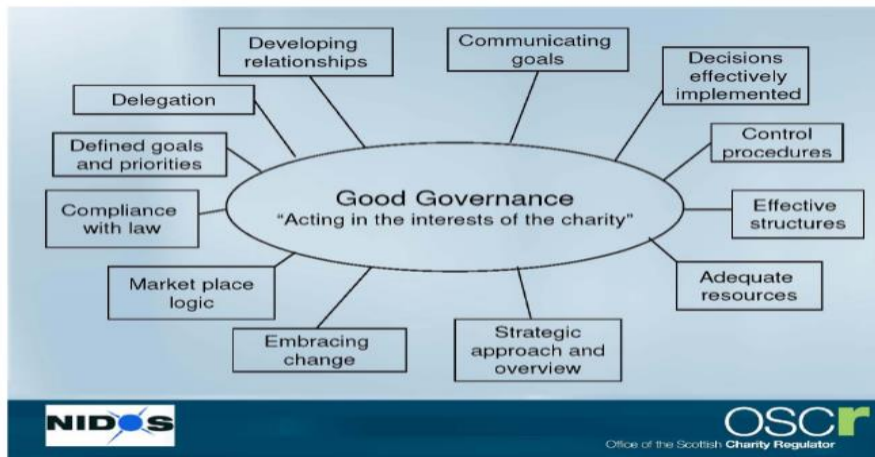 Developing
relationships
Communicating
goals
Decisions
effectively
implemented
Delegation
Control
procedures
Defined goals
and priorities
Good Governance
“Acting in the interests of the charity”
Compliance
with law
Effective
structures
Market place
logic
Adequate
resources
Embracing
change
Strategic
approach and
overview
NIDOS
OSCr
Office of the Scottish Charity Regulator